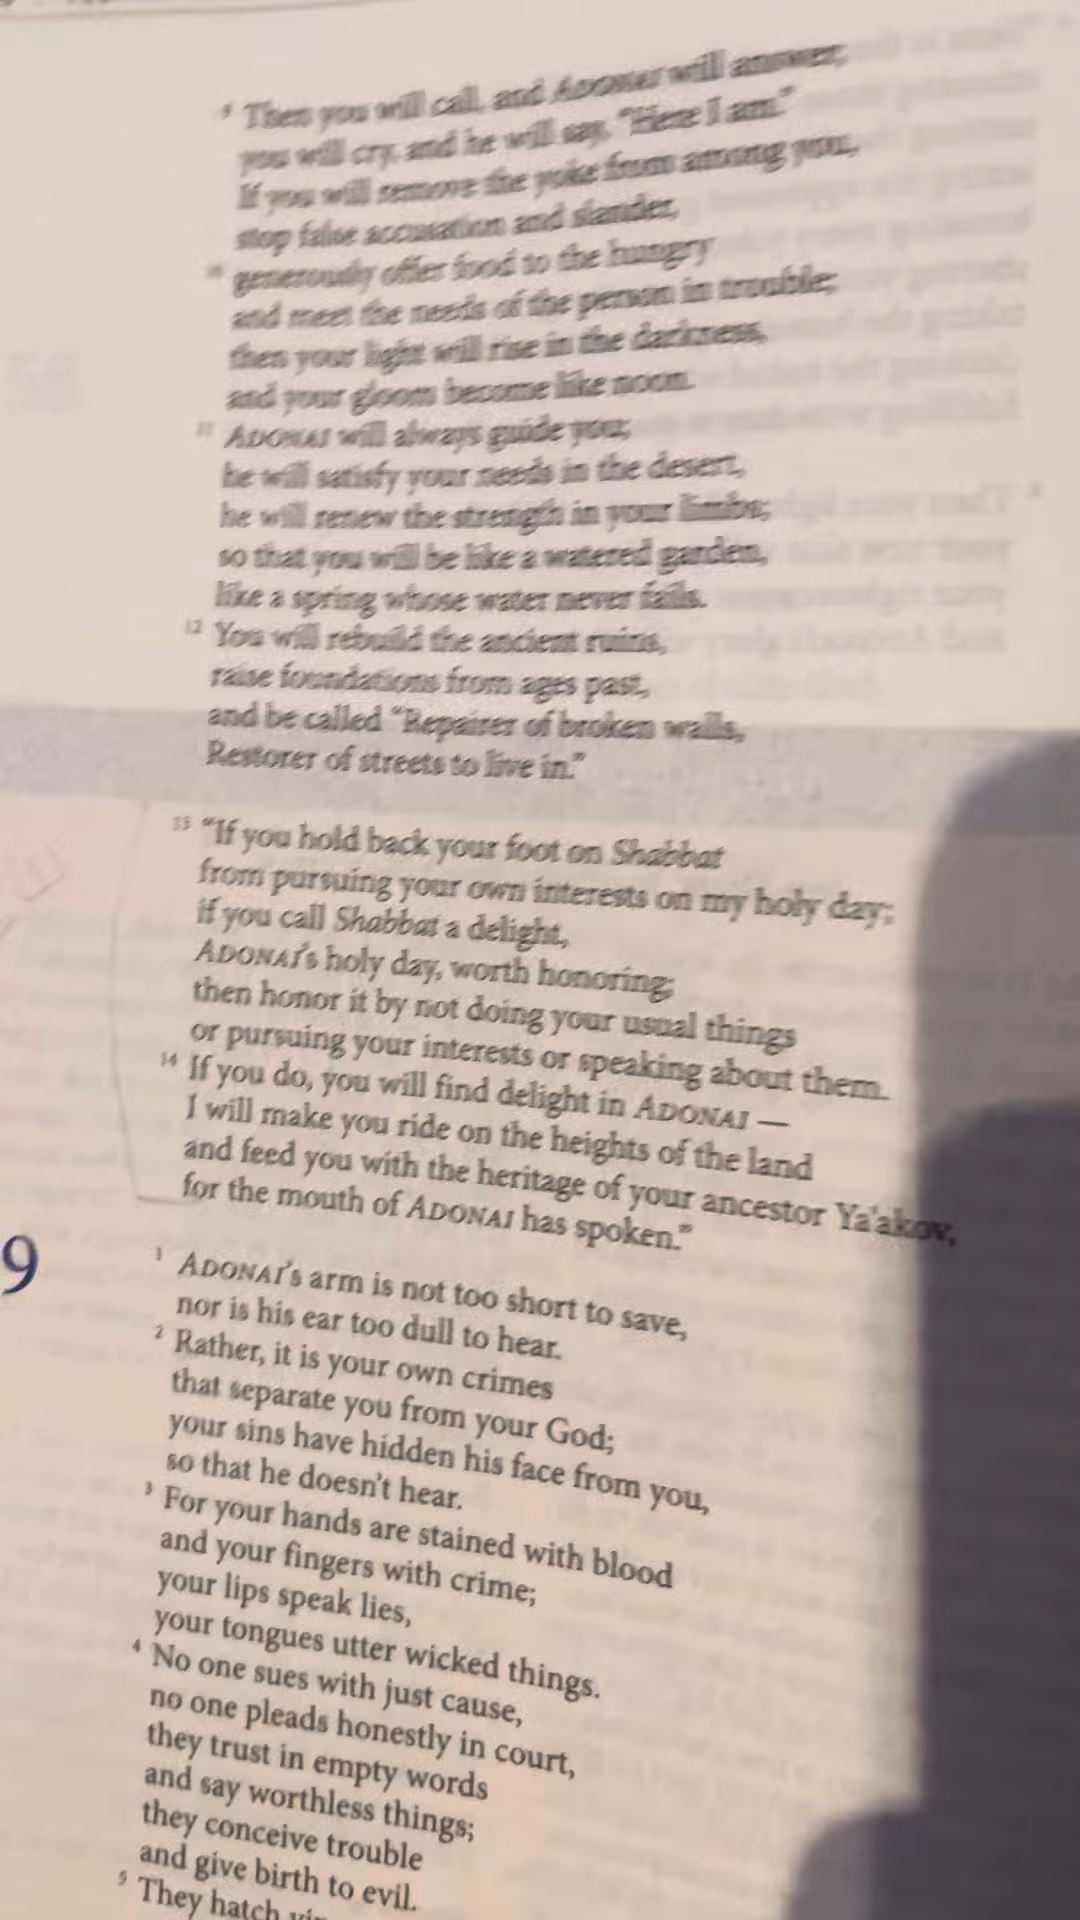 9 Then you will call, and ADONAI will answer;
you will cry, and he will say, “Here I am.”
If you will remove the yoke from among you,
stop false accusation and slander,
10 generously offer food to the hungry
and meet the needs of the person in trouble;
then your light will rise in the darkness,
and your gloom become like noon.
11 ADONAI will always guide you;
he will satisfy your needs in the desert,
he will renew the strength in your limbs;
so that you will be like a watered garden,
like a spring whose water never fails.
12 You will rebuild the ancient ruins,
raise foundations from ages past,
and be called “Repairer of broken walls,
Restorer of streets to live in.”
13 “If you hold back your foot on Shabbat
from pursuing your own interests on my holy day;
if you call Shabbat a delight,
ADONAI's holy day, worth honoring;
then honor it by not doing your usual things
or pursuing your interests or speaking about them.
14 If you do, you will find delight in ADONAI —
I will make you ride on the heights of the land
and feed you with the heritage of your ancestor Ya'akov,
for the mouth of ADONAI has spoken.”
9 1 ADONAI's arm is not too short to save,
nor is his ear too dull to hear.
2 Rather, it is your own crimes
that separate you from your God;
your sins have hidden his face from you,
so that he doesn't hear.
3 For your hands are stained with blood
and your fingers with crime;
your lips speak lies,
your tongues utter wicked things.
4 No one sues with just cause,
no one pleads honestly in court,
they trust in empty words
and say worthless things;
they conceive trouble
and give birth to evil.
5 They hatch